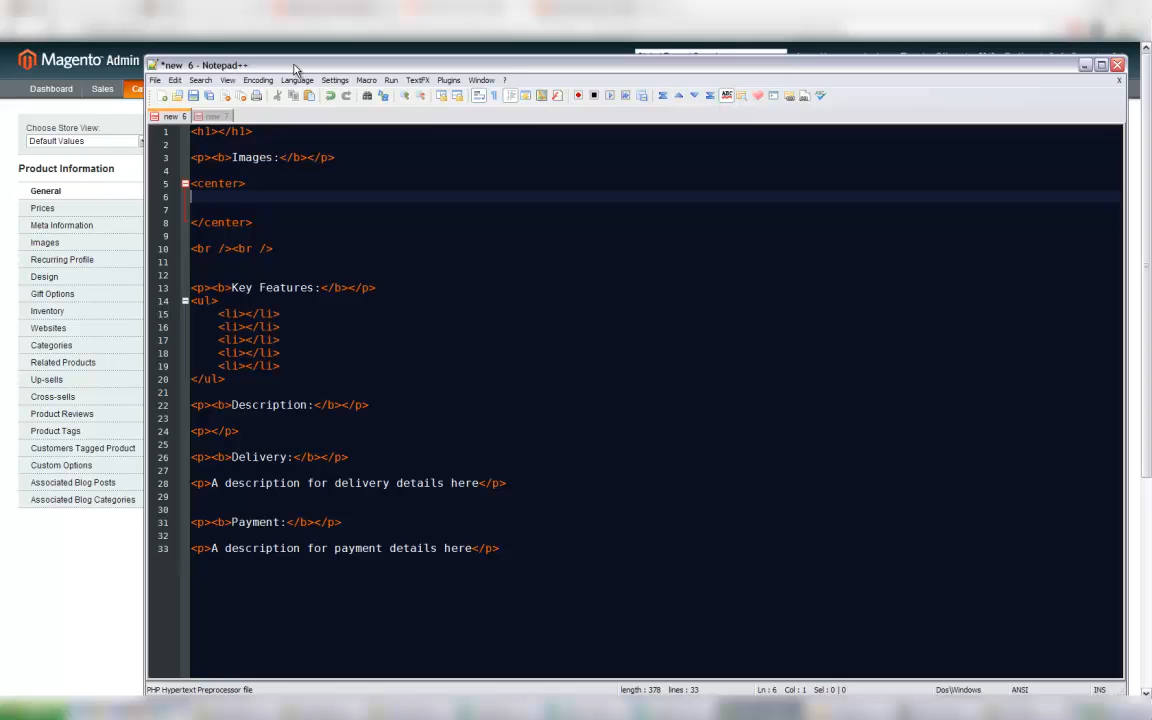 Magento Admin
*new 6 - Notepad++
File Edit Search View Encoding Language Settings Macro Run TextFX Plugins Window ?
X
Dashboard Sales Ca
new 6 new 7
Choose Store View:
Default Values
Product Information
General
Prices
Meta Information
Images
Recurring Profile
Design
Gift Options
Inventory
Websites
Categories
Related Products
Up-sells
Cross-sells
Product Reviews
Product Tags
Customers Tagged Product
Custom Options
Associated Blog Posts
Associated Blog Categories
1 <h1></h1>
2
3 <p><b>Images:</b></p>
4
5 <center>
6
7
8 </center>
9
10 <br /><br />
11
12
13 <p><b>Key Features:</b></p>
14 <ul>
15 <li></li>
16 <li></li>
17 <li></li>
18 <li></li>
19 <li></li>
20 </ul>
21
22 <p><b>Description:</b></p>
23
24 <p></p>
25
26 <p><b>Delivery:</b></p>
27
28 <p>A description for delivery details here</p>
29
30
31 <p><b>Payment:</b></p>
32
33 <p>A description for payment details here</p>
PHP Hypertext Preprocessor file length : 378 lines : 33 Ln : 6 Col : 1 Sel : 0 | 0 Dos\Windows ANSI INS